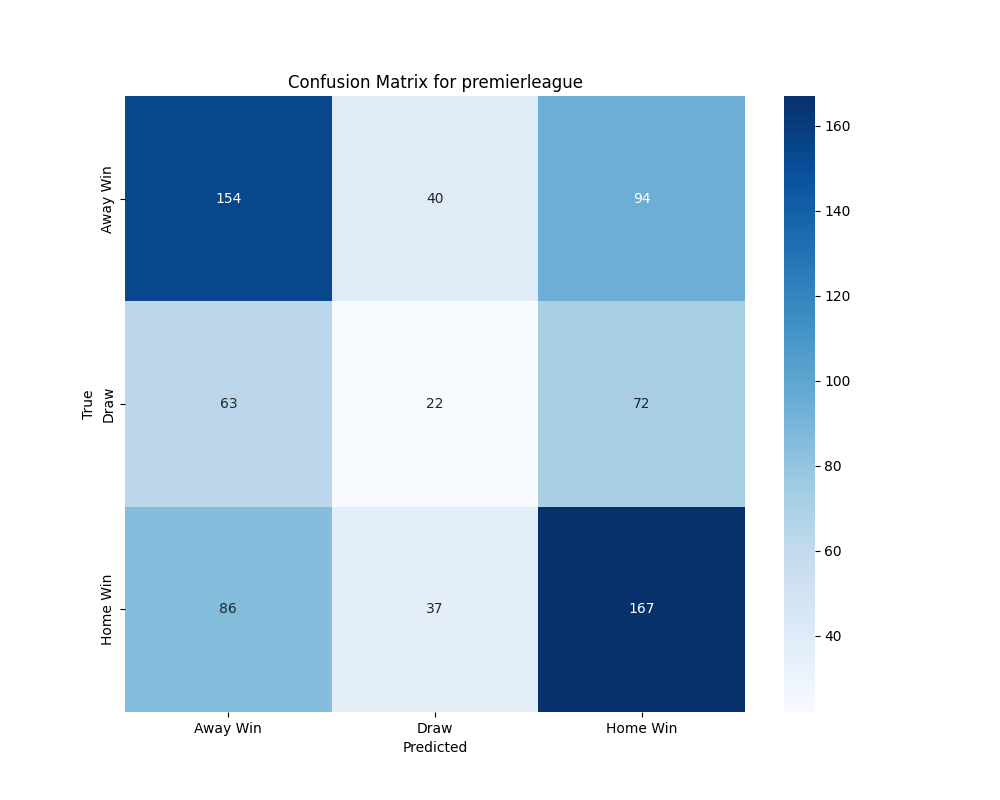 Confusion Matrix for premierleague
True
Away Win
154
40
94
Draw
63
22
72
Home Win
86
37
167
Away Win
Draw
Home Win
Predicted
160
140
120
100
80
60
40